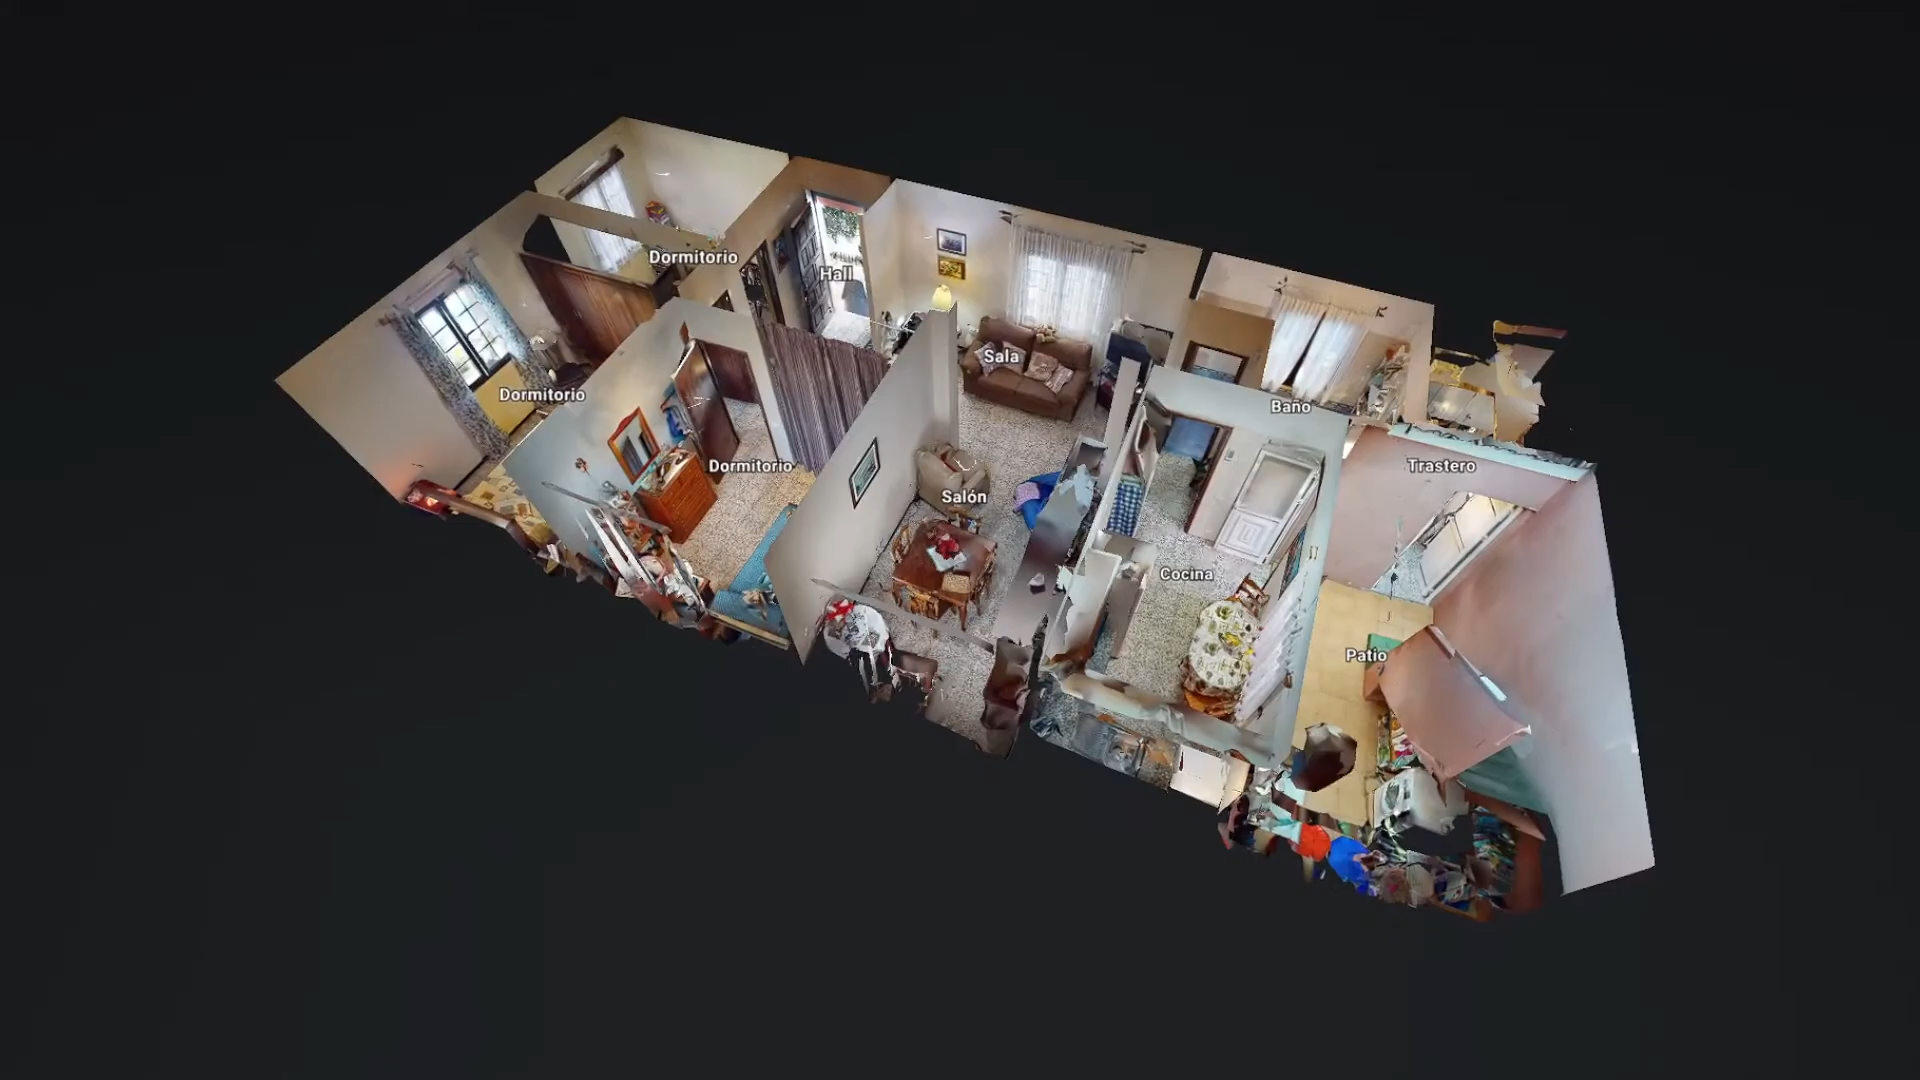 Dormitorio
Hall
Sala
Dormitorio
Baño
Dormitorio
Trastero
Salón
Cocina
Patio